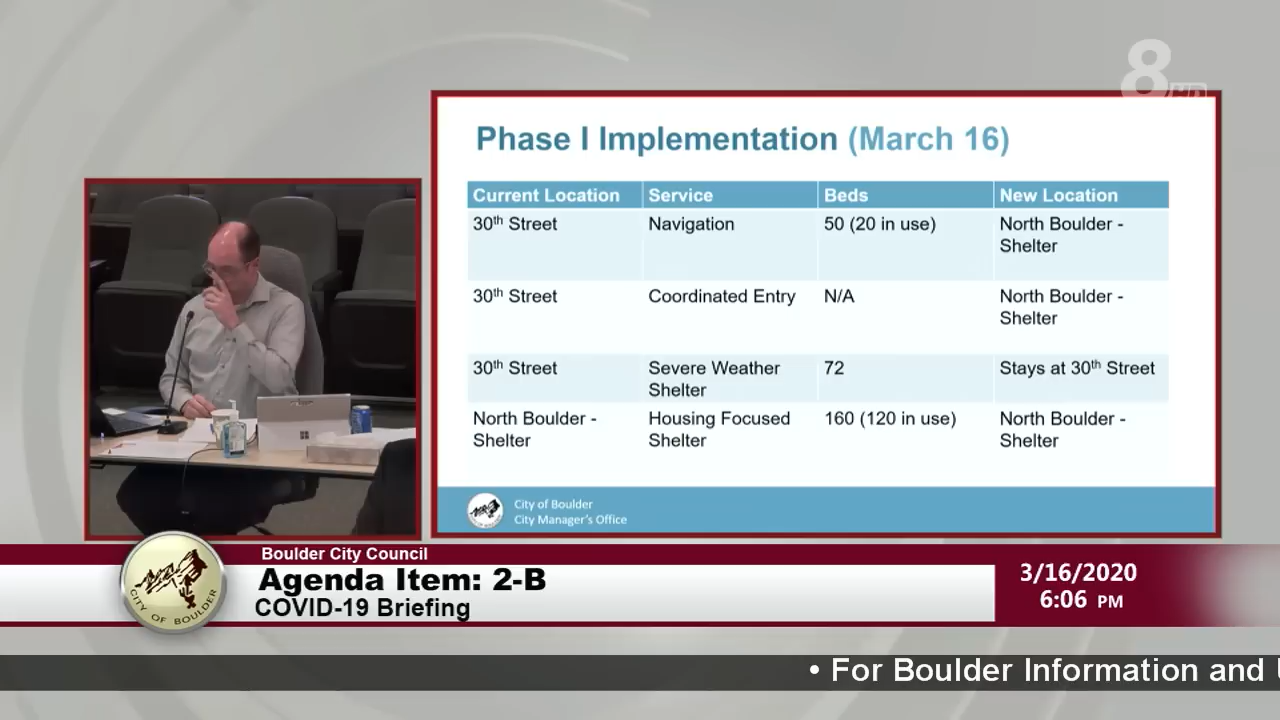 8
HD
Phase I Implementation (March 16)
Current Location Service Beds New Location
30th Street Navigation 50 (20 in use) North Boulder -
Shelter
30th Street Coordinated Entry N/A North Boulder -
Shelter
30th Street Severe Weather 72 Stays at 30th Street
Shelter
North Boulder - Housing Focused 160 (120 in use) North Boulder -
Shelter Shelter Shelter
City of Boulder
City Manager's Office
Boulder City Council
Agenda Item: 2-B
COVID-19 Briefing
CITY OF BOULDER
3/16/2020
6:06 PM
• For Boulder Information and